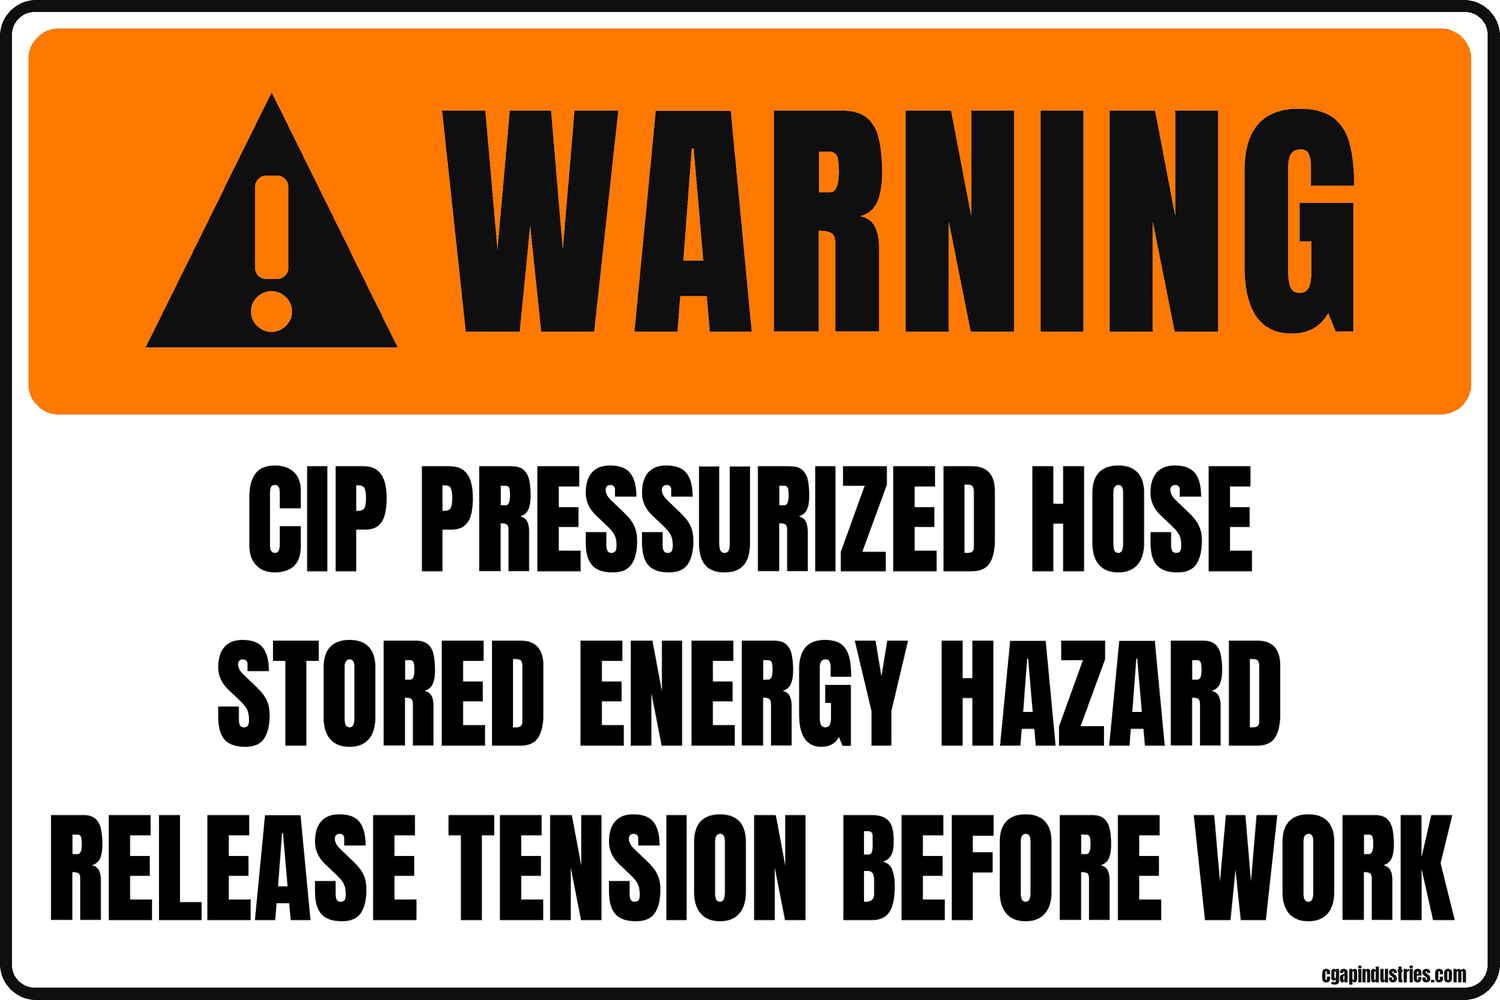 WARNING
CIP PRESSURIZED HOSE
STORED ENERGY HAZARD
RELEASE TENSION BEFORE WORK
cgapindustries.com